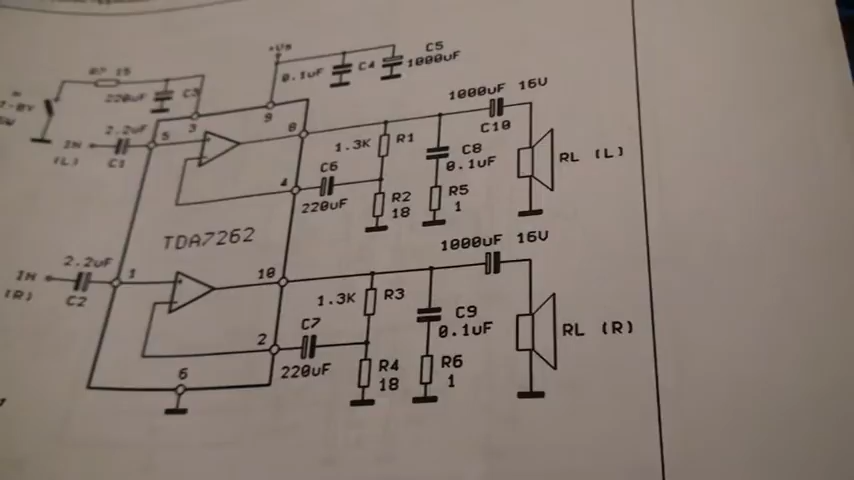 +Vs
C5
1000uF
0.1uF
C4
R7 15
220uF
C3
3
9
2.2uF
5
8
IN
(L)
C1
1000uF 16V
C10
1.3K
R1
C8
0.1uF
RL (L)
C6
4
220uF
R2
18
R5
1
TDA7262
1000uF 16V
2.2uF
IN
(R)
C2
1
10
1.3K
R3
C9
0.1uF
RL (R)
C7
2
220uF
R4
18
R6
1
6